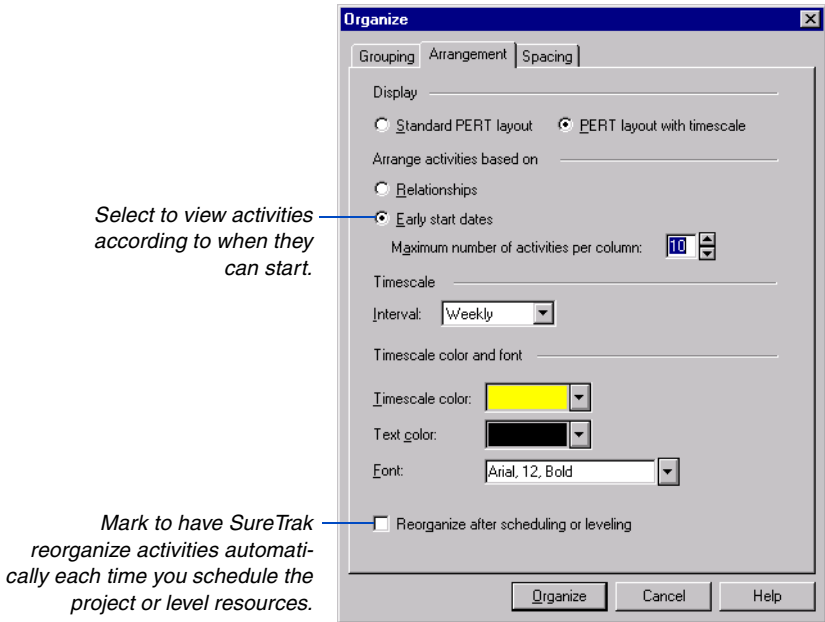 Organize
Grouping Arrangement Spacing
Display
Standard PERT layout PERT layout with timescale
Arrange activities based on
Relationships
Select to view activities
according to when they
can start.
Early start dates
Maximum number of activities per column: 10
Timescale
Interval: Weekly
Timescale color and font
Timescale color:
Text color:
Font: Arial, 12, Bold
Mark to have SureTrak
reorganize activities automati-
cally each time you schedule the
project or level resources.
Reorganize after scheduling or leveling
Organize Cancel Help